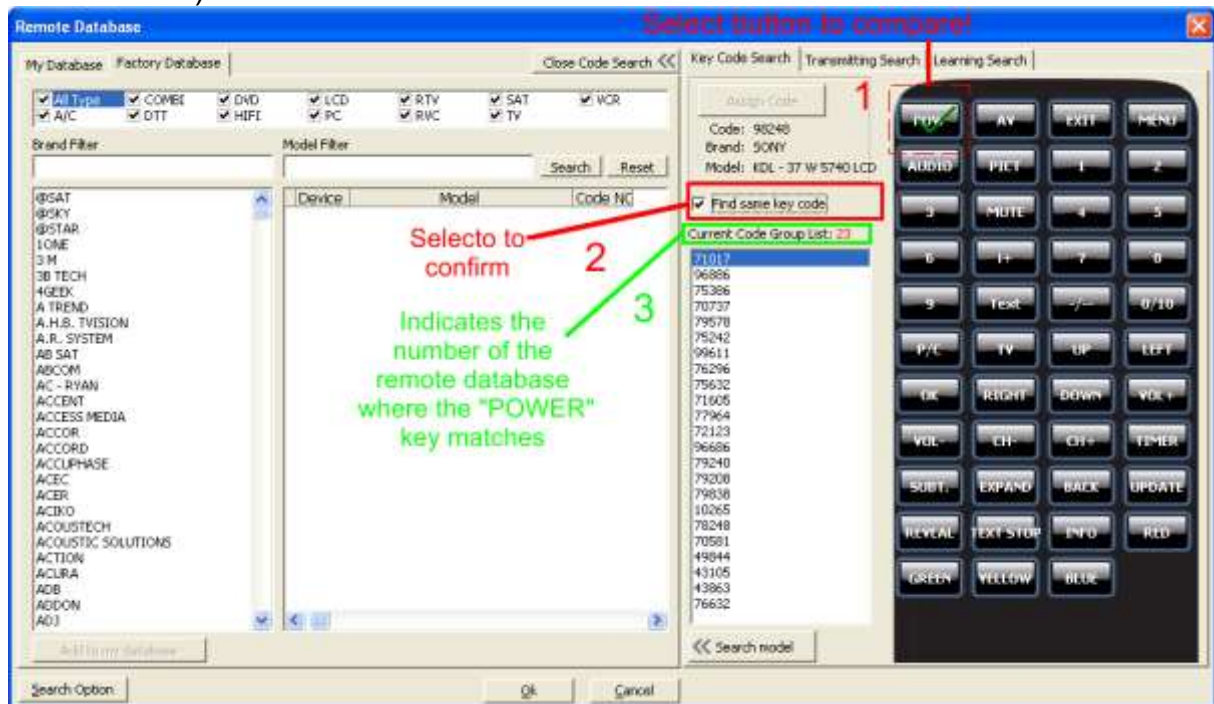 Remote Database
Select button to compare!
My Database Factory Database
Close Code Search <<
Key Code Search Transmitting Search Learning Search
All Type COMBI DVD LCD RTV SAT VCR
A/C DTT HIFI PC RVC TV
Brand Filter
Model Filter
Search Reset
@SAT
@SKY
@STAR
1ONE
3 M
3B TECH
4GEEK
A TREND
A.H.B. TVISION
A.R. SYSTEM
AB SAT
ABCOM
AC - RYAN
ACCENT
ACCESS MEDIA
ACCOR
ACCORD
ACCUPHASE
ACEC
ACER
ACIKO
ACOUSTECH
ACOUSTIC SOLUTIONS
ACTION
ACURA
ADB
ADDON
ADJ
Device Model Code NO
Selecto to
confirm
2
3
Indicates the
number of the
remote database
where the "POWER"
key matches
Assign Code
1
Code: 98248
Brand: SONY
Model: KDL - 37 W 5740 LCD
Find same key code
Current Code Group List: 23
71017
96886
75386
70737
79578
75242
99611
76296
75632
71605
77964
72123
96686
79240
79208
79838
10265
78248
70581
49844
43105
43863
76632
<< Search model
POW. AV EXIT MENU
AUDIO PICT 1 2
3 MUTE 4 5
6 I+ 7 8
9 Text -/-- 0/10
P/C TV UP LEFT
OK RIGHT DOWN VOL+
VOL- CH- CH+ TIMER
SUBT. EXPAND BACK UPDATE
REVEAL TEXT STOP INFO RED
GREEN YELLOW BLUE
Add to my database
Search Option
Ok Cancel